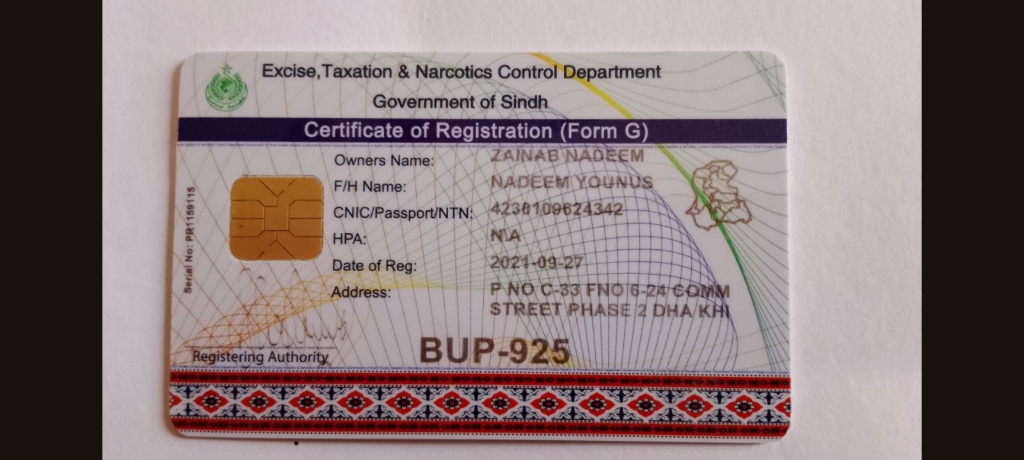 Excise,Taxation & Narcotics Control Department
Government of Sindh
Certificate of Registration (Form G)
Owners Name: ZAINAB NADEEM
F/H Name: NADEEM YOUNUS
CNIC/Passport/NTN: 4230109624342
HPA: N\A
Date of Reg: 2021-09-27
Address: P NO C-33 FNO 6-24 COMM
STREET PHASE 2 DHA KHI
Serial No: PR1159115
Registering Authority
BUP-925